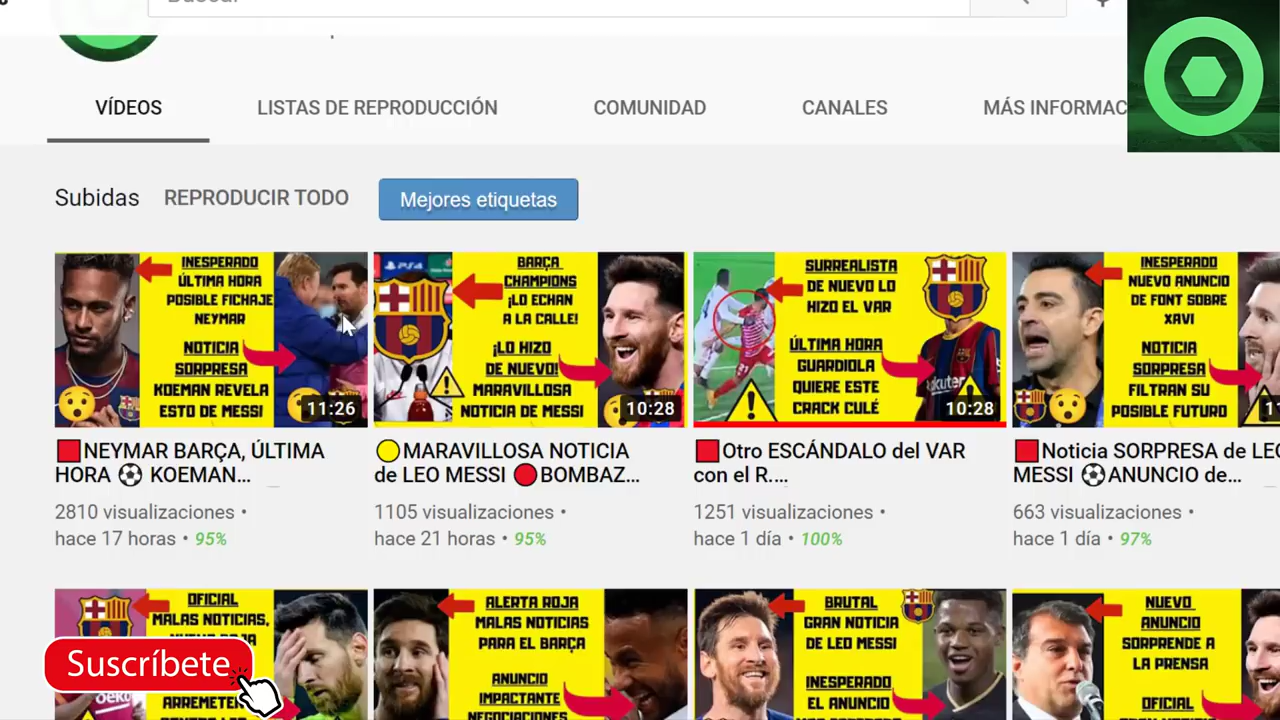 VÍDEOS
LISTAS DE REPRODUCCIÓN
COMUNIDAD
CANALES
MÁS INFORMAC
Subidas
REPRODUCIR TODO
Mejores etiquetas
INESPERADO
ÚLTIMA HORA
POSIBLE FICHAJE
NEYMAR
NOTICIA
SORPRESA
KOEMAN REVELA
ESTO DE MESSI
11:26
BARÇA
CHAMPIONS
¡LO ECHAN
A LA CALLE!
¡LO HIZO
DE NUEVO!
MARAVILLOSA
NOTICIA DE MESSI
10:28
SURREALISTA
DE NUEVO LO
HIZO EL VAR
ÚLTIMA HORA
GUARDIOLA
QUIERE ESTE
CRACK CULÉ
10:28
INESPERADO
NUEVO ANUNCIO
DE FONT SOBRE
XAVI
NOTICIA
SORPRESA
FILTRAN SU
POSIBLE FUTURO
NEYMAR BARÇA, ÚLTIMA
HORA ⚽ KOEMAN...
MARAVILLOSA NOTICIA
de LEO MESSI 🔴BOMBAZ...
Otro ESCÁNDALO del VAR
con el R....
Noticia SORPRESA de LEO
MESSI ⚽ANUNCIO de...
2810 visualizaciones •
hace 17 horas • 95%
1105 visualizaciones •
hace 21 horas • 95%
1251 visualizaciones •
hace 1 día • 100%
663 visualizaciones •
hace 1 día • 97%
OFICIAL
MALAS NOTICIAS,
ARREMETE
ALERTA ROJA
MALAS NOTICIAS
PARA EL BARÇA
ANUNCIO
IMPACTANTE
NEGOCIACIONES
BRUTAL
GRAN NOTICIA
DE LEO MESSI
INESPERADO
EL ANUNCIO
NUEVO
ANUNCIO
SORPRENDE A
LA PRENSA
OFICIAL
Suscríbete